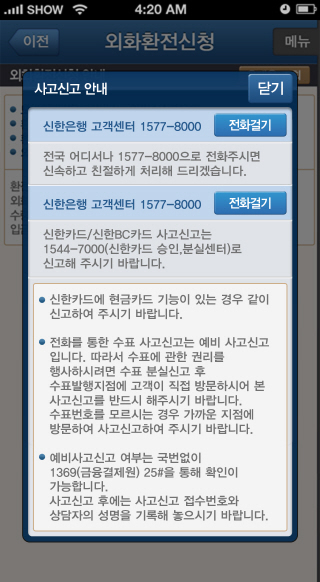 SHOW
4:20 AM
이전
외화환전신청
메뉴
사고신고 안내
닫기
신한은행 고객센터 1577-8000
전화걸기
전국 어디서나 1577-8000으로 전화주시면
신속하고 친절하게 처리해 드리겠습니다.
신한은행 고객센터 1577-8000
전화걸기
신한카드/신한BC카드 사고신고는
1544-7000(신한카드 승인,분실센터)로
신고해 주시기 바랍니다.
신한카드에 현금카드 기능이 있는 경우 같이
신고하여 주시기 바랍니다.
전화를 통한 수표 사고신고는 예비 사고신고
입니다. 따라서 수표에 관한 권리를
행사하시려면 수표 분실신고 후
수표발행지점에 고객이 직접 방문하시어 본
사고신고를 반드시 해주시기 바랍니다.
수표번호를 모르시는 경우 가까운 지점에
방문하여 사고신고하여 주시기 바랍니다.
예비사고신고 여부는 국번없이
1369(금융결제원) 25#을 통해 확인이
가능합니다.
사고신고 후에는 사고신고 접수번호와
상담자의 성명을 기록해 놓으시기 바랍니다.